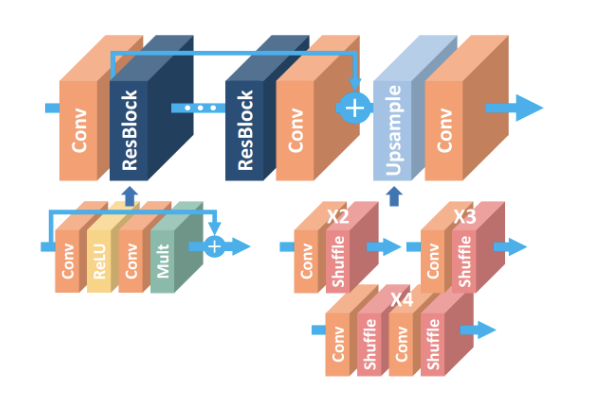 Conv
ResBlock
ResBlock
Conv
Upsample
Conv
Conv
ReLU
Conv
Mult
X2
Conv
Shuffle
X3
Conv
Shuffle
X4
Conv
Shuffle
Conv
Shuffle